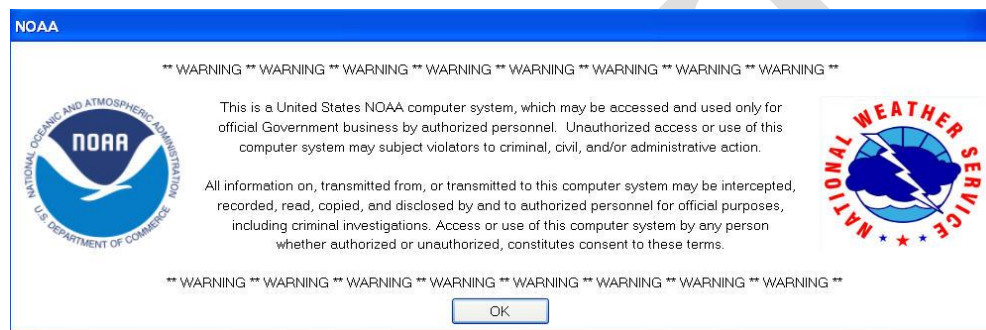 NOAA
** WARNING ** WARNING ** WARNING ** WARNING ** WARNING ** WARNING ** WARNING ** WARNING **
This is a United States NOAA computer system, which may be accessed and used only for
official Government business by authorized personnel. Unauthorized access or use of this
computer system may subject violators to criminal, civil, and/or administrative action.
All information on, transmitted from, or transmitted to this computer system may be intercepted,
recorded, read, copied, and disclosed by and to authorized personnel for official purposes,
including criminal investigations. Access or use of this computer system by any person
whether authorized or unauthorized, constitutes consent to these terms.
** WARNING ** WARNING ** WARNING ** WARNING ** WARNING ** WARNING ** WARNING ** WARNING **
OK
NATIONAL OCEANIC AND ATMOSPHERIC ADMINISTRATION
NOAA
U.S. DEPARTMENT OF COMMERCE
NATIONAL WEATHER SERVICE